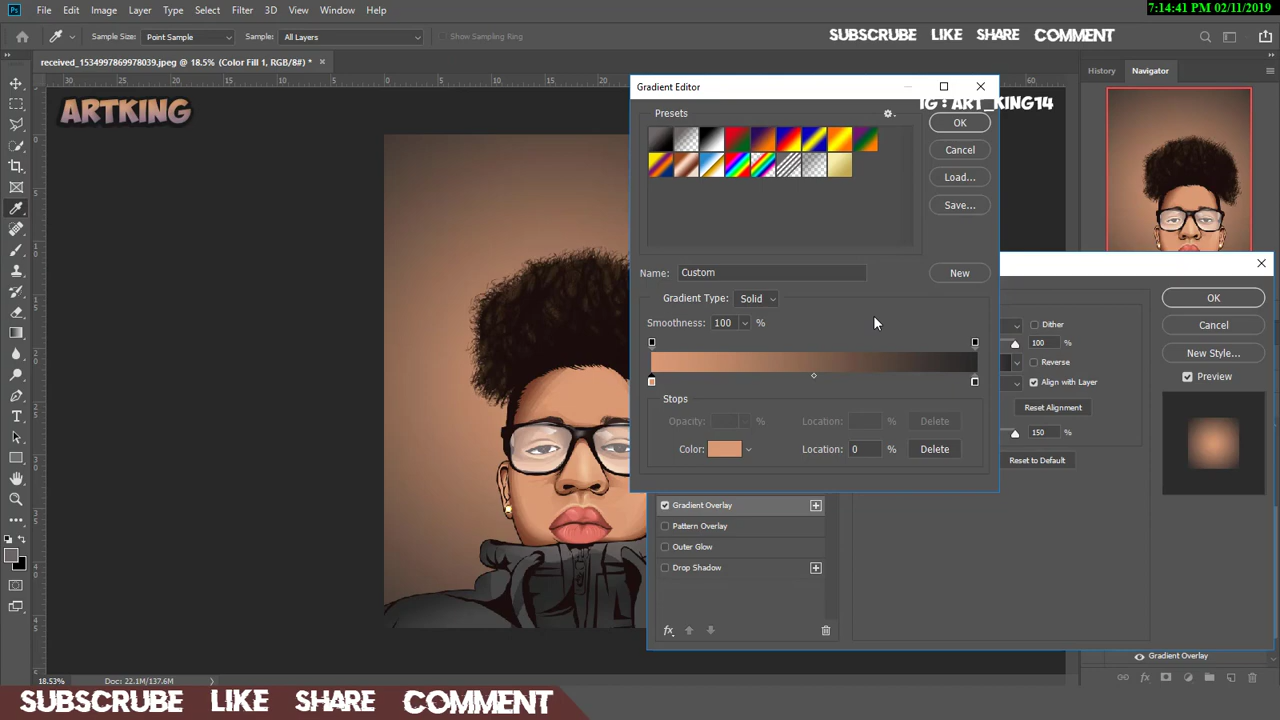 7:14:41 PM 02/11/2019
Ps File Edit Image Layer Type Select Filter 3D View Window Help
Sample Size: Point Sample Sample: All Layers Show Sampling Ring
SUBSCRUBE LIKE SHARE COMMENT
received_1534997869978039.jpeg @ 18.5% (Color Fill 1, RGB/8#) * ×
History Navigator
ARTKING
IG : ART_KING14
Gradient Editor
Presets
OK
Cancel
Load...
Save...
Name: Custom
New
Gradient Type: Solid
Smoothness: 100 %
Stops
Opacity: % Location: % Delete
Color: Location: 0 % Delete
Dither
100 %
Reverse
Align with Layer
Reset Alignment
150 %
Reset to Default
OK
Cancel
New Style...
Preview
Gradient Overlay
Pattern Overlay
Outer Glow
Drop Shadow
fx
Gradient Overlay
18.53% Doc: 22.1M/137.6M
SUBSCRUBE LIKE SHARE COMMENT